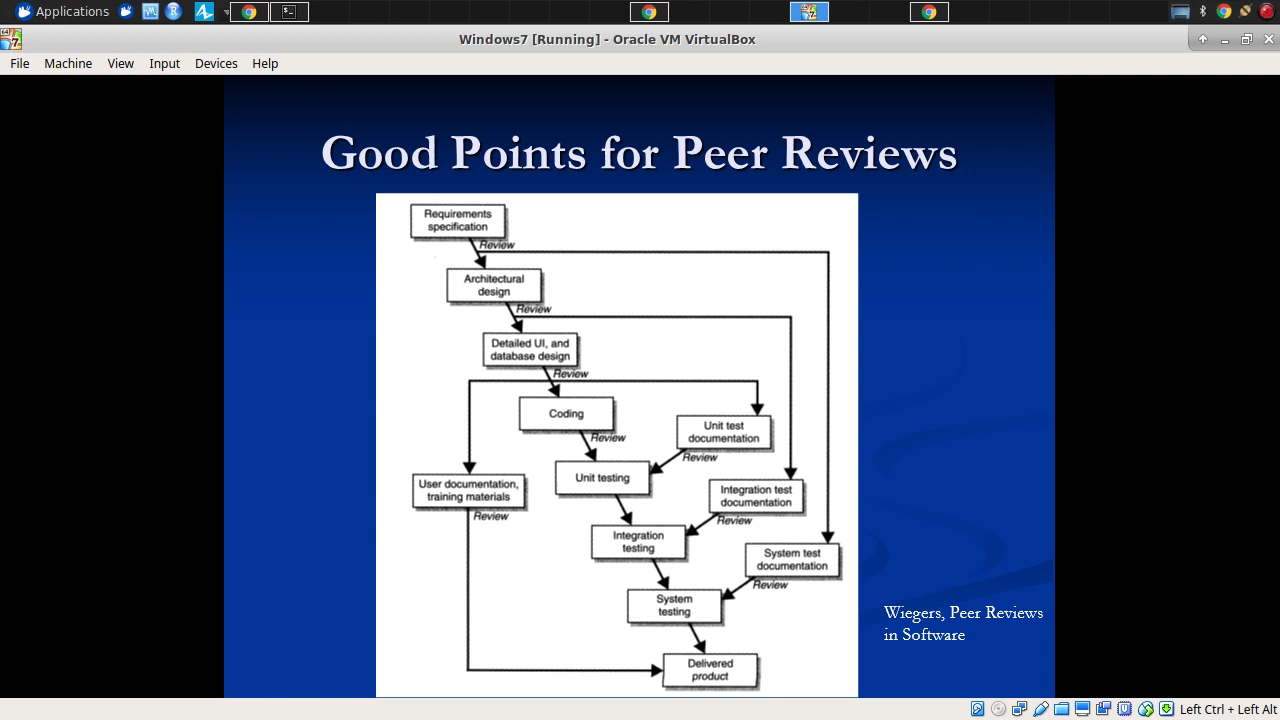 Applications
Windows7 [Running] - Oracle VM VirtualBox
File Machine View Input Devices Help
Good Points for Peer Reviews
Requirements
specification
Review
Architectural
design
Review
Detailed UI, and
database design
Review
Coding
Review
Unit test
documentation
Review
Unit testing
User documentation,
training materials
Review
Integration test
documentation
Review
Integration
testing
System test
documentation
Review
System
testing
Delivered
product
Wiegers, Peer Reviews
in Software
Left Ctrl + Left Alt